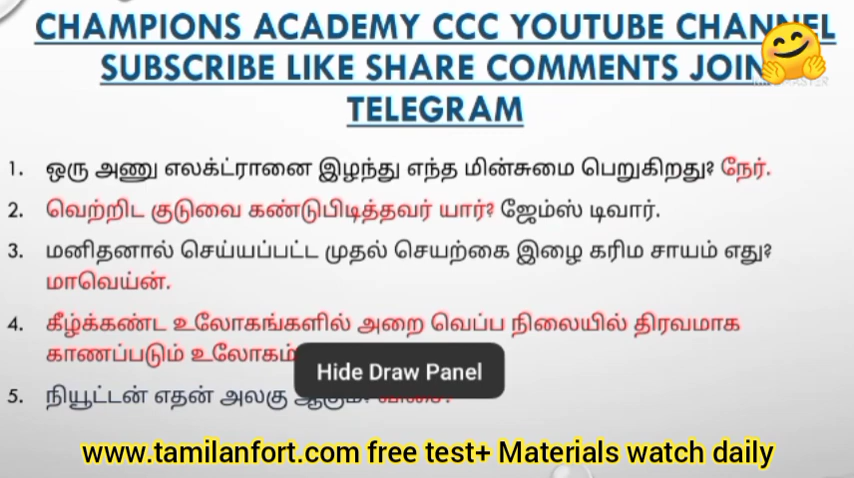 CHAMPIONS ACADEMY CCC YOUTUBE CHANNEL
SUBSCRIBE LIKE SHARE COMMENTS JOIN
TELEGRAM
1. ஒரு அணு எலக்ட்ரானை இழந்து எந்த மின்சுமை பெறுகிறது? நேர்.
2. வெற்றிட குடுவை கண்டுபிடித்தவர் யார்? ஜேம்ஸ் டிவார்.
3. மனிதனால் செய்யப்பட்ட முதல் செயற்கை இழை கரிம சாயம் எது?
மாவெய்ன்.
4. கீழ்க்கண்ட உலோகங்களில் அறை வெப்ப நிலையில் திரவமாக
காணப்படும் உலோகம்
Hide Draw Panel
5. நியூட்டன் எதன் அலகு
www.tamilanfort.com free test+ Materials watch daily